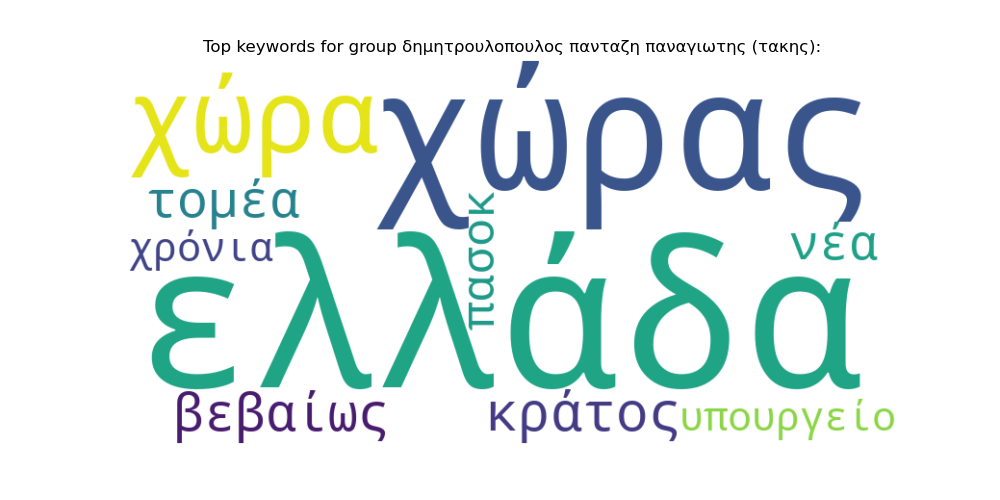 Top keywords for group δημητρουλοπουλος πανταζη παναγιωτης (τακης):
χώρα
χώρας
τομέα
πασοκ
χρόνια
νέα
ελλάδα
βεβαίως
κράτος
υπουργείο